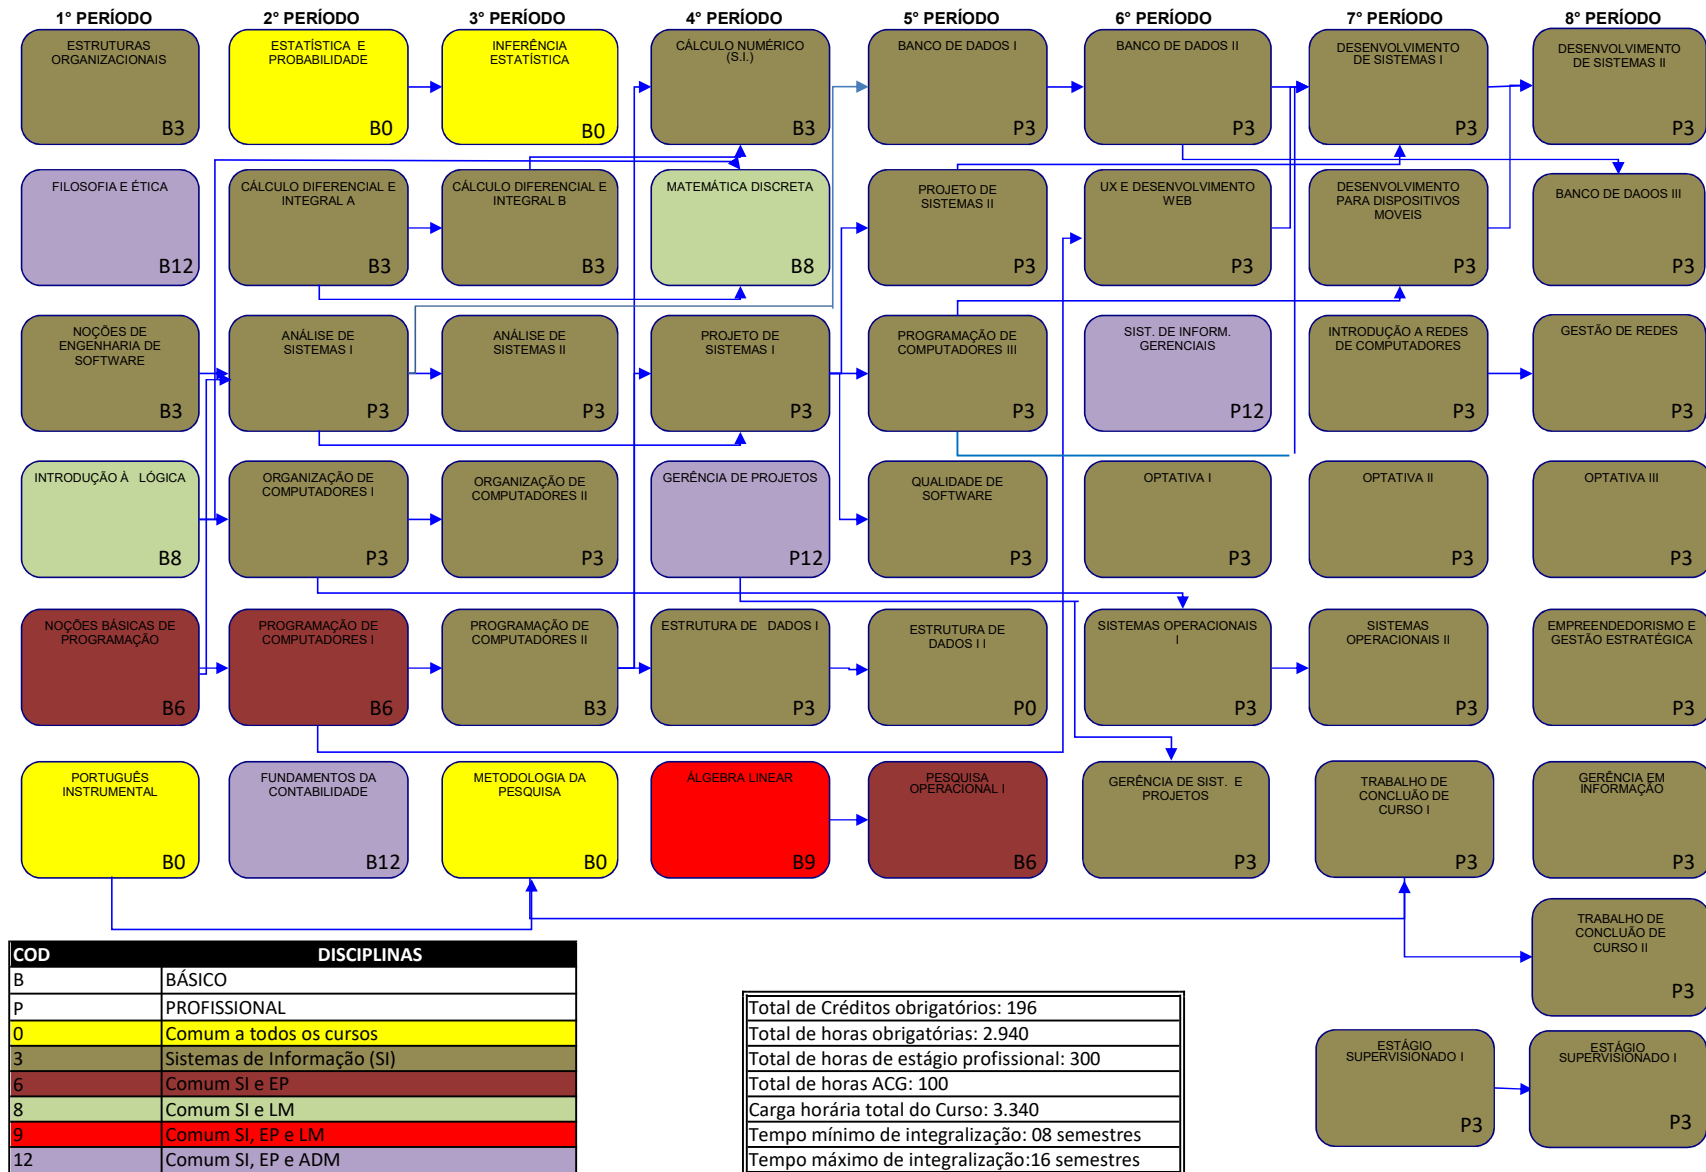 1° PERÍODO
2° PERÍODO
3° PERÍODO
4° PERÍODO
5° PERÍODO
6° PERÍODO
7° PERÍODO
8° PERÍODO
ESTRUTURAS
ORGANIZACIONAIS
B3
ESTATÍSTICA E
PROBABILIDADE
B0
INFERÊNCIA
ESTATÍSTICA
B0
CÁLCULO NUMÉRICO
(S.I.)
B3
BANCO DE DADOS I
P3
BANCO DE DADOS II
P3
DESENVOLVIMENTO
DE SISTEMAS I
P3
DESENVOLVIMENTO
DE SISTEMAS II
P3
FILOSOFIA E ÉTICA
B12
CÁLCULO DIFERENCIAL E
INTEGRAL A
B3
CÁLCULO DIFERENCIAL E
INTEGRAL B
B3
MATEMÁTICA DISCRETA
B8
PROJETO DE
SISTEMAS II
P3
UX E DESENVOLVIMENTO
WEB
P3
DESENVOLVIMENTO
PARA DISPOSITIVOS
MOVEIS
P3
BANCO DE DAOOS III
P3
NOÇÕES DE
ENGENHARIA DE
SOFTWARE
B3
ANÁLISE DE
SISTEMAS I
P3
ANÁLISE DE
SISTEMAS II
P3
PROJETO DE
SISTEMAS I
P3
PROGRAMAÇÃO DE
COMPUTADORES III
P3
SIST. DE INFORM.
GERENCIAIS
P12
INTRODUÇÃO A REDES
DE COMPUTADORES
P3
GESTÃO DE REDES
P3
INTRODUÇÃO À LÓGICA
B8
ORGANIZAÇÃO DE
COMPUTADORES I
P3
ORGANIZAÇÃO DE
COMPUTADORES II
P3
GERÊNCIA DE PROJETOS
P12
QUALIDADE DE
SOFTWARE
P3
OPTATIVA I
P3
OPTATIVA II
P3
OPTATIVA III
P3
NOÇÕES BÁSICAS DE
PROGRAMAÇÃO
B6
PROGRAMAÇÃO DE
COMPUTADORES I
B6
PROGRAMAÇÃO DE
COMPUTADORES II
B3
ESTRUTURA DE DADOS I
P3
ESTRUTURA DE
DADOS I I
P0
SISTEMAS OPERACIONAIS
I
P3
SISTEMAS
OPERACIONAIS II
P3
EMPREENDEDORISMO E
GESTÃO ESTRATÉGICA
P3
PORTUGUÊS
INSTRUMENTAL
B0
FUNDAMENTOS DA
CONTABILIDADE
B12
METODOLOGIA DA
PESQUISA
B0
ÁLGEBRA LINEAR
B9
PESQUISA
OPERACIONAL I
B6
GERÊNCIA DE SIST. E
PROJETOS
P3
TRABALHO DE
CONCLUÃO DE
CURSO I
P3
GERÊNCIA EM
INFORMAÇÃO
P3
TRABALHO DE
CONCLUÃO DE
CURSO II
P3
ESTÁGIO
SUPERVISIONADO I
P3
ESTÁGIO
SUPERVISIONADO I
P3
COD DISCIPLINAS
B BÁSICO
P PROFISSIONAL
0 Comum a todos os cursos
3 Sistemas de Informação (SI)
6 Comum SI e EP
8 Comum SI e LM
9 Comum SI, EP e LM
12 Comum SI, EP e ADM
Total de Créditos obrigatórios: 196
Total de horas obrigatórias: 2.940
Total de horas de estágio profissional: 300
Total de horas ACG: 100
Carga horária total do Curso: 3.340
Tempo mínimo de integralização: 08 semestres
Tempo máximo de integralização:16 semestres